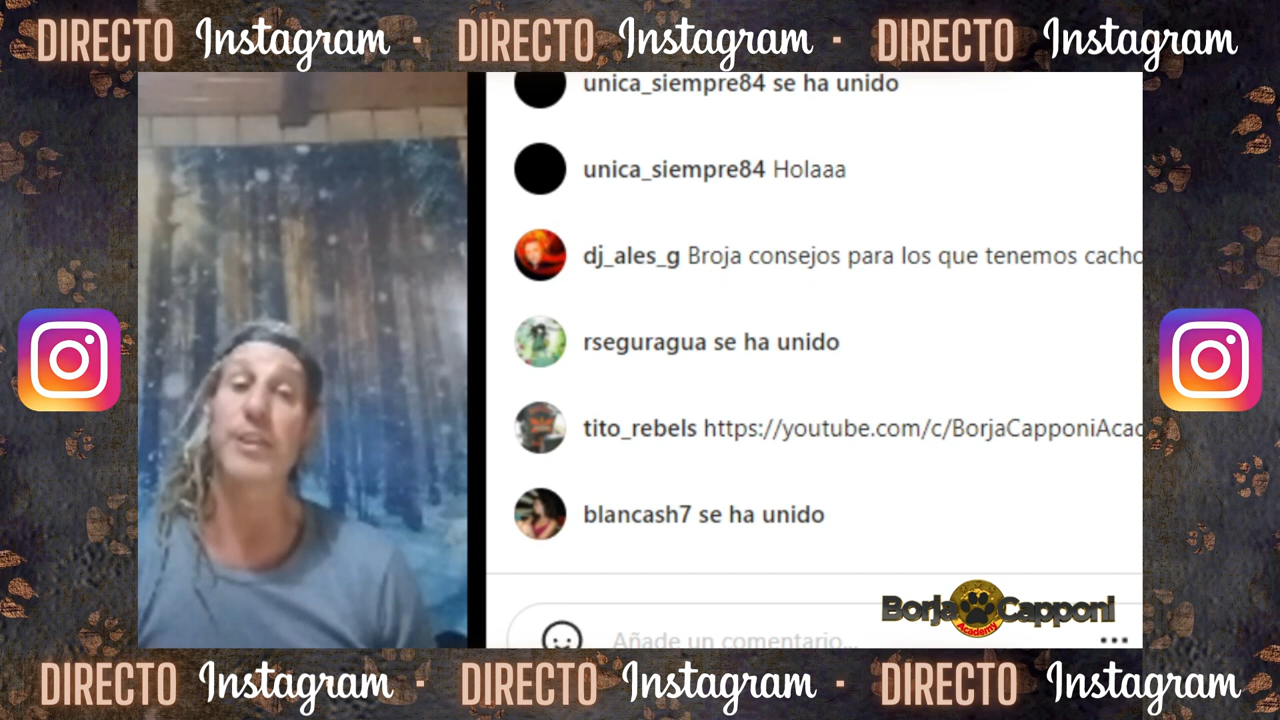 DIRECTO Instagram · DIRECTO Instagram · DIRECTO Instagram
unica_siempre84 se ha unido
unica_siempre84 Holaaa
dj_ales_g Broja consejos para los que tenemos cacho
rseguragua se ha unido
tito_rebels https://youtube.com/c/BorjaCapponiAcad
blancash7 se ha unido
Borja Capponi
Academy
Añade un comentario...
DIRECTO Instagram · DIRECTO Instagram · DIRECTO Instagram